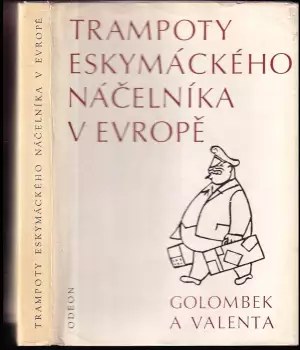 TRAMPOTY ESKYMÁCKÉHO NÁČELNÍKA V EVROPĚ
ODEON
TRAMPOTY
ESKYMÁCKÉHO
NÁČELNÍKA
V EVROPĚ
GOLOMBEK
A VALENTA